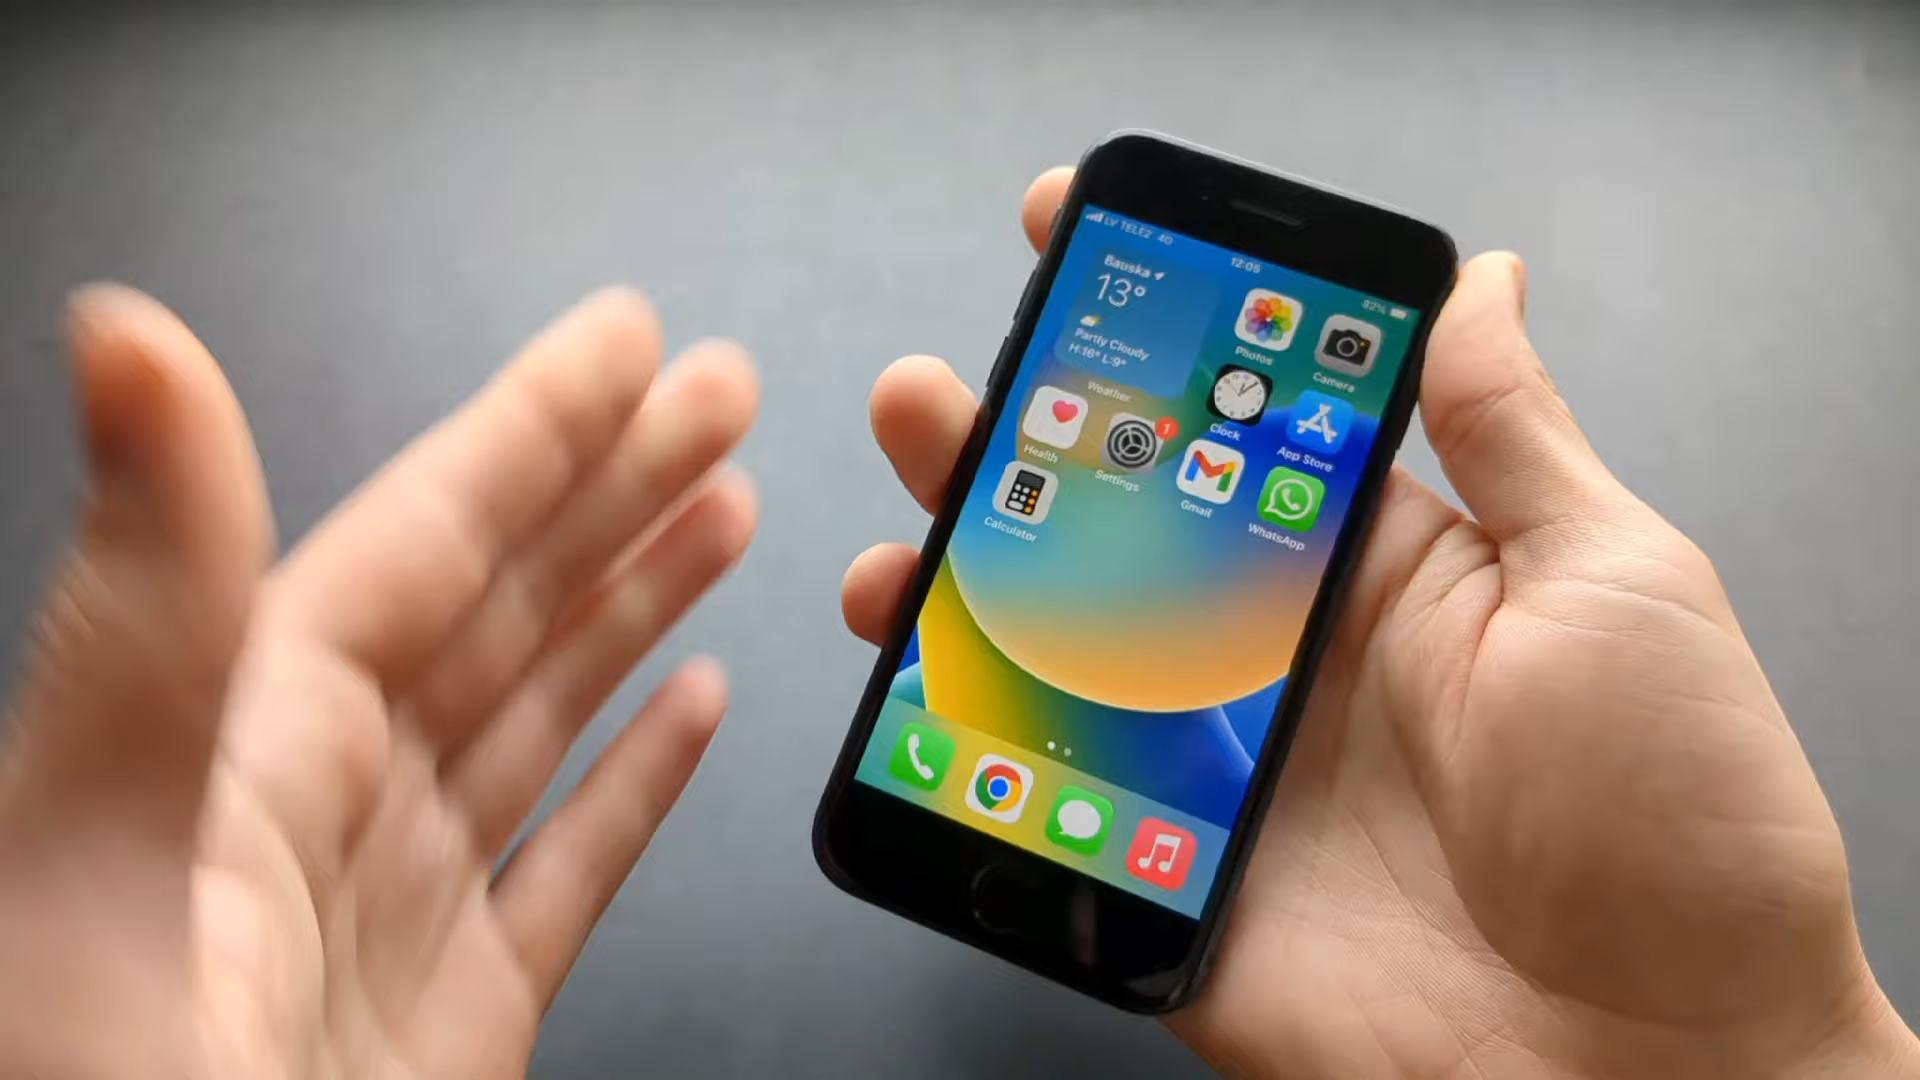 LV TELE2 4G
12:05
82%
Bauska
13°
Partly Cloudy
H:16° L:9°
Weather
Photos
Camera
Clock
App Store
Health
Settings
1
Gmail
WhatsApp
Calculator